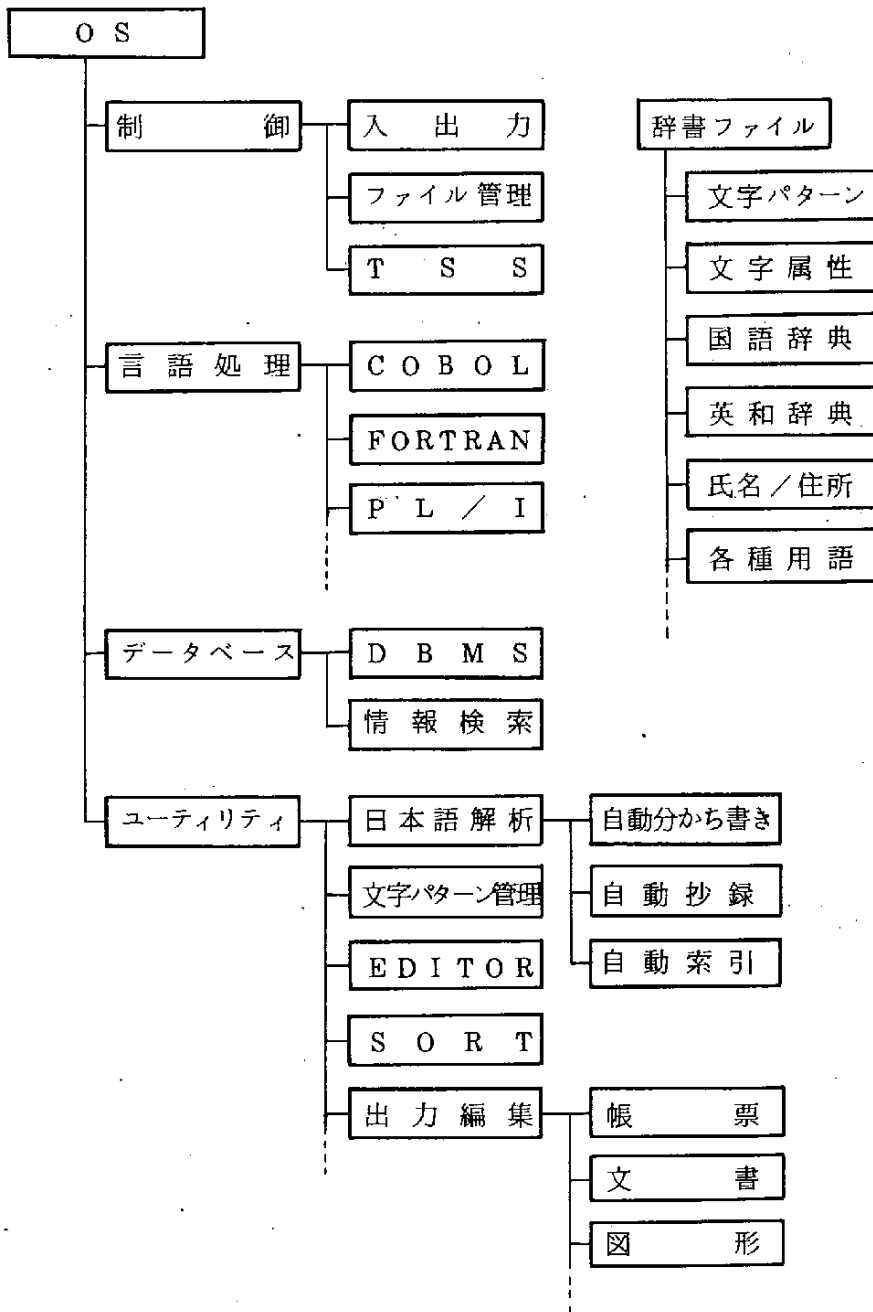 OS
制御
入出力
ファイル管理
TSS
言語処理
COBOL
FORTRAN
PL/I
データベース
DBMS
情報検索
ユーティリティ
日本語解析
自動分かち書き
自動抄録
自動索引
文字パターン管理
EDITOR
SORT
出力編集
帳票
文書
図形
辞書ファイル
文字パターン
文字属性
国語辞典
英和辞典
氏名/住所
各種用語